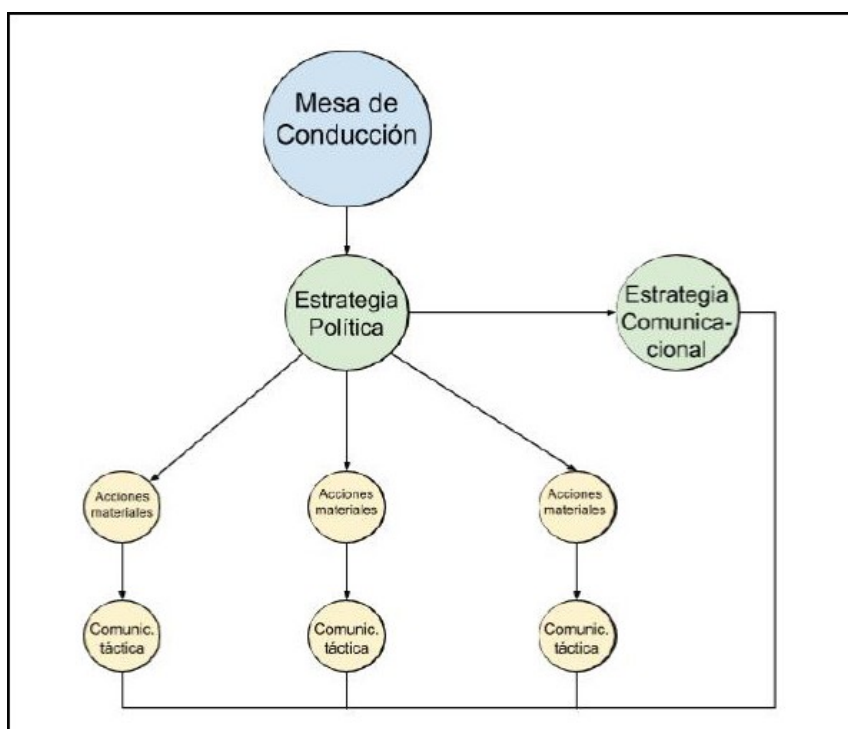 Mesa de
Conducción
Estrategia
Política
Estrategia
Comunica-
cional
Acciones
materiales
Acciones
materiales
Acciones
materiales
Comunic.
táctica
Comunic.
táctica
Comunic.
táctica